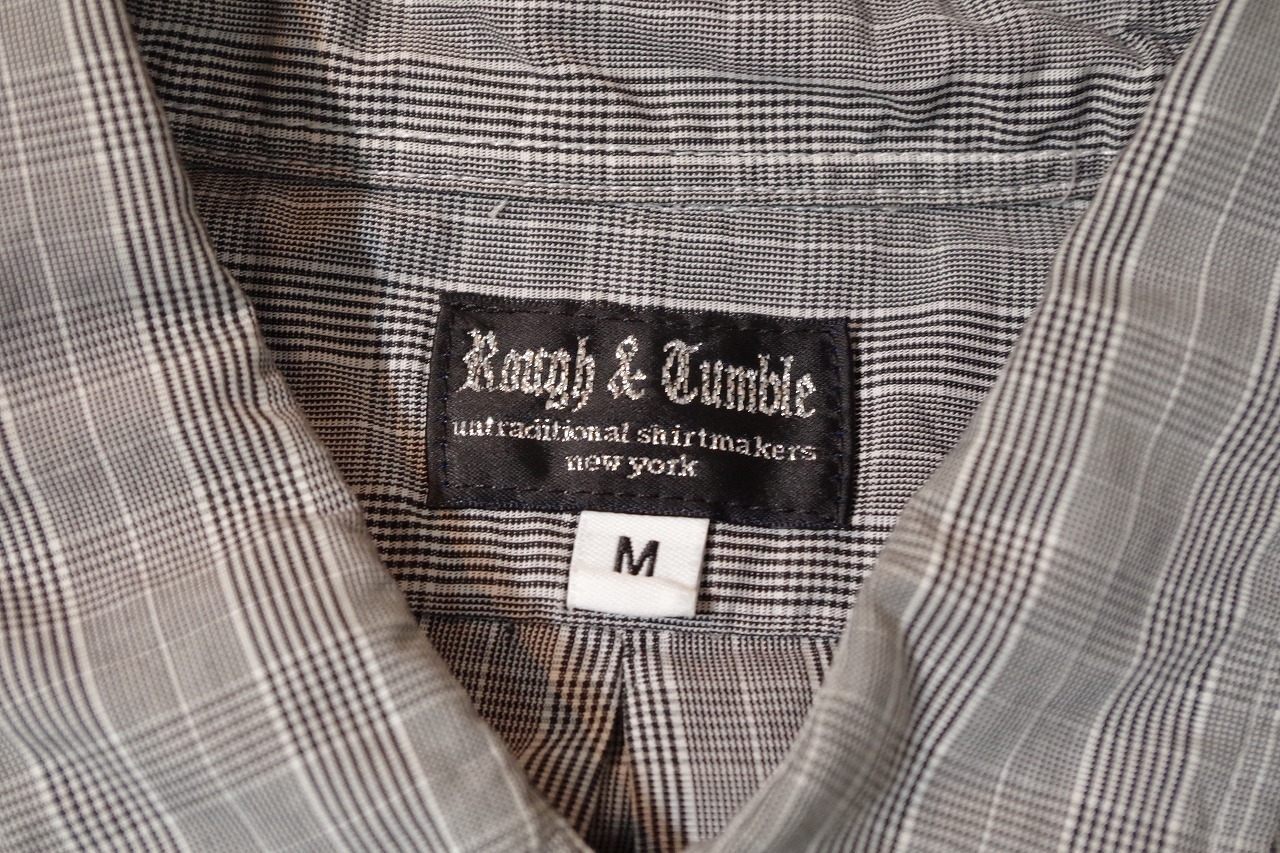 Rough & Tumble
untraditional shirtmakers
new york
M